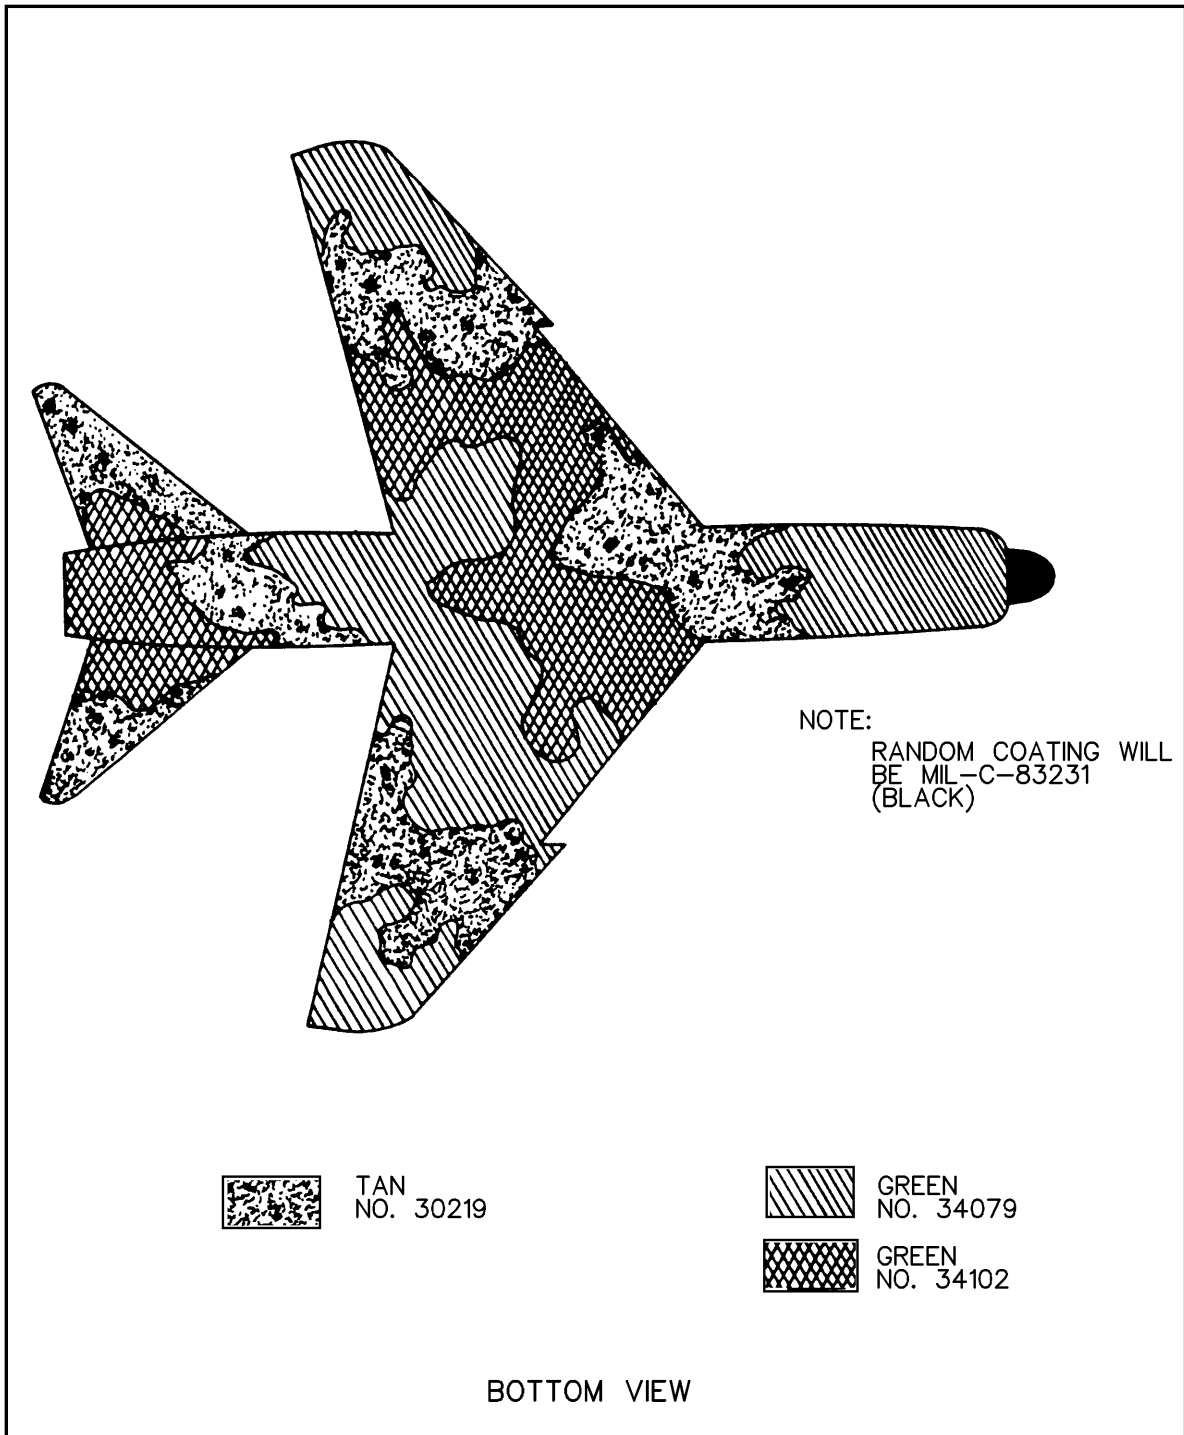 NOTE:
RANDOM COATING WILL
BE MIL-C-83231
(BLACK)
TAN
NO. 30219
GREEN
NO. 34079
GREEN
NO. 34102
BOTTOM VIEW